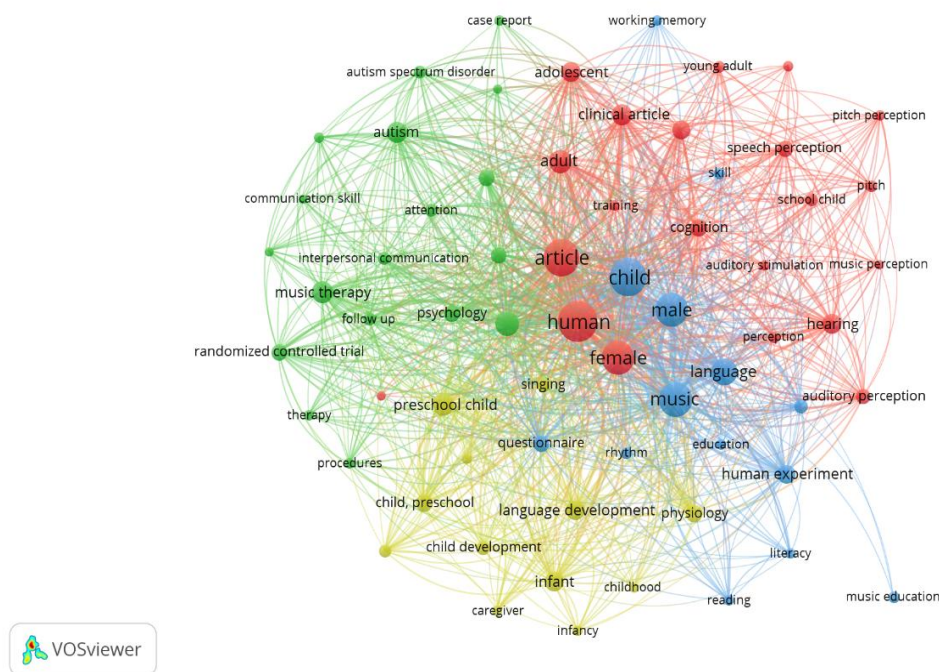 case report
working memory
autism spectrum disorder
adolescent
young adult
autism
clinical article
pitch perception
adult
speech perception
skill
communication skill
attention
training
school child
pitch
cognition
interpersonal communication
article
child
auditory stimulation
music perception
music therapy
follow up
psychology
human
male
perception
hearing
randomized controlled trial
female
singing
language
preschool child
music
auditory perception
therapy
questionnaire
rhythm
education
procedures
human experiment
child, preschool
language development
physiology
child development
literacy
infant
childhood
caregiver
reading
music education
infancy
VOSviewer